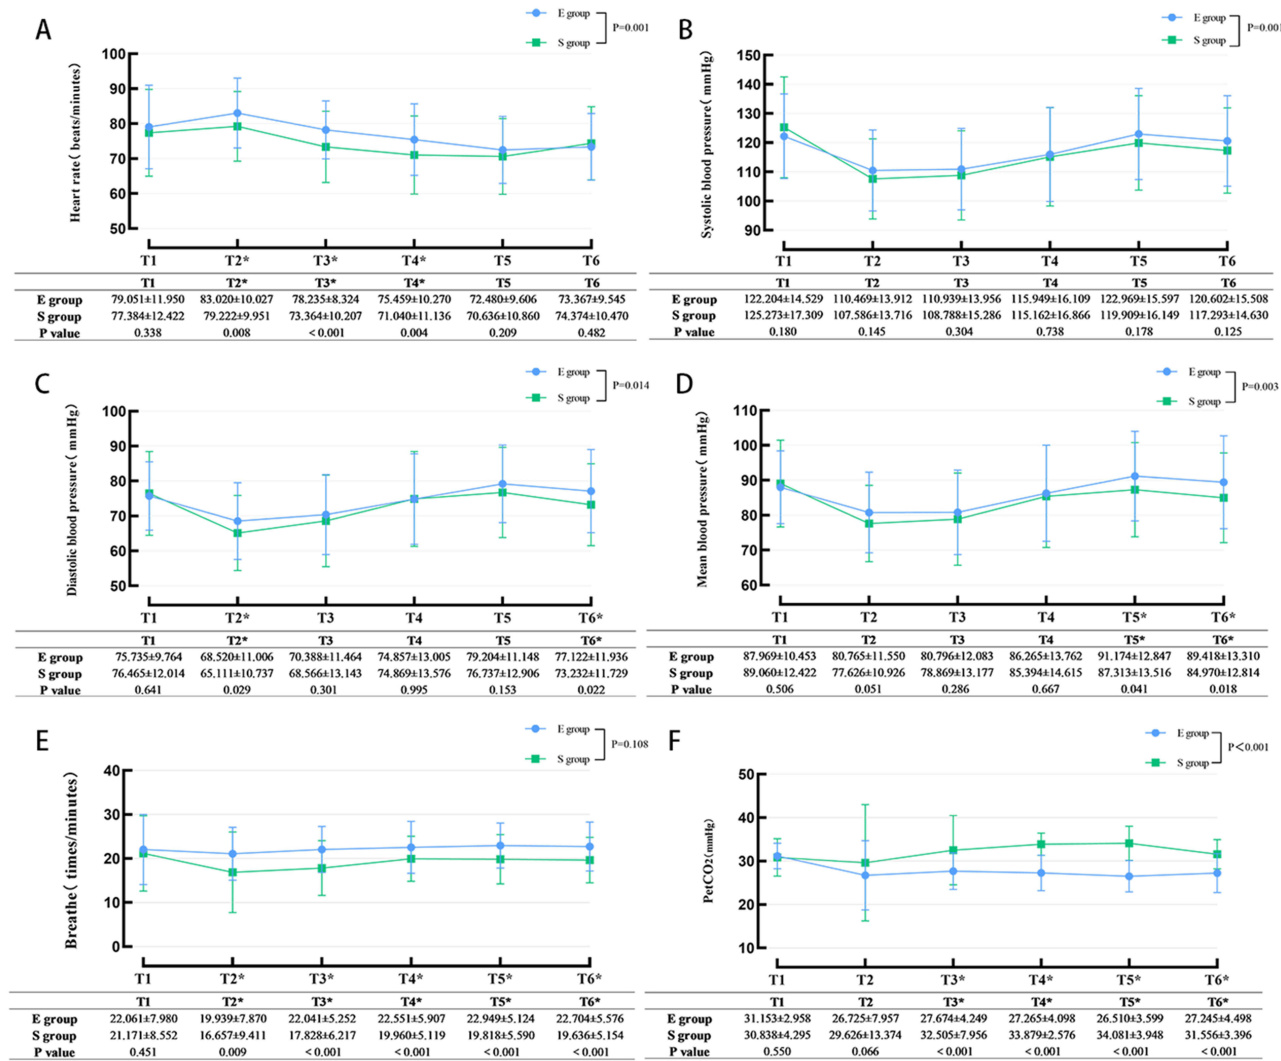 A
E group
S group
P=0.001
Heart rate( beats/minutes)
100
90
80
70
60
50
T1 T2* T3* T4* T5 T6
T1 T2* T3* T4* T5 T6
E group 79.051±11.950 83.020±10.027 78.235±8.324 75.459±10.270 72.480±9.606 73.367±9.545
S group 77.384±12.422 79.222±9.951 73.364±10.207 71.040±11.136 70.636±10.860 74.374±10.470
P value 0.338 0.008 <0.001 0.004 0.209 0.482
B
E group
S group
P=0.001
Systolic blood pressure( mmHg)
150
140
130
120
110
100
90
T1 T2 T3 T4 T5 T6
T1 T2 T3 T4 T5 T6
E group 122.204±14.529 110.469±13.912 110.939±13.956 115.949±16.109 122.969±15.597 120.602±15.508
S group 125.273±17.309 107.586±13.716 108.788±15.286 115.162±16.866 119.909±16.149 117.293±14.630
P value 0.180 0.145 0.304 0.738 0.178 0.125
C
E group
S group
P=0.014
Diastolic blood pressure( mmHg)
100
90
80
70
60
50
T1 T2* T3 T4 T5 T6*
T1 T2* T3 T4 T5 T6*
E group 75.735±9.764 68.520±11.006 70.388±11.464 74.857±13.005 79.204±11.148 77.122±11.936
S group 76.465±12.014 65.111±10.737 68.566±13.143 74.869±13.576 76.737±12.906 73.232±11.729
P value 0.641 0.029 0.301 0.995 0.153 0.022
D
E group
S group
P=0.003
Mean blood pressure( mmHg)
110
100
90
80
70
60
T1 T2 T3 T4 T5* T6*
T1 T2 T3 T4 T5* T6*
E group 87.969±10.453 80.765±11.550 80.796±12.083 86.265±13.762 91.174±12.847 89.418±13.310
S group 89.060±12.422 77.626±10.926 78.869±13.177 85.394±14.615 87.313±13.516 84.970±12.814
P value 0.506 0.051 0.286 0.667 0.041 0.018
E
E group
S group
P=0.108
Breathe( times/minutes)
40
30
20
10
0
T1 T2* T3* T4* T5* T6*
T1 T2* T3* T4* T5* T6*
E group 22.061±7.980 19.939±7.870 22.041±5.252 22.551±5.907 22.949±5.124 22.704±5.576
S group 21.171±8.552 16.657±9.411 17.828±6.217 19.960±5.119 19.818±5.590 19.636±5.154
P value 0.451 0.009 <0.001 <0.001 <0.001 <0.001
F
E group
S group
P<0.001
PetCO2(mmHg)
50
40
30
20
10
T1 T2 T3* T4* T5* T6*
T1 T2 T3* T4* T5* T6*
E group 31.153±2.958 26.725±7.957 27.674±4.249 27.265±4.098 26.510±3.599 27.245±4.498
S group 30.838±4.295 29.626±13.374 32.505±7.956 33.879±2.576 34.081±3.948 31.556±3.396
P value 0.550 0.066 <0.001 <0.001 <0.001 <0.001